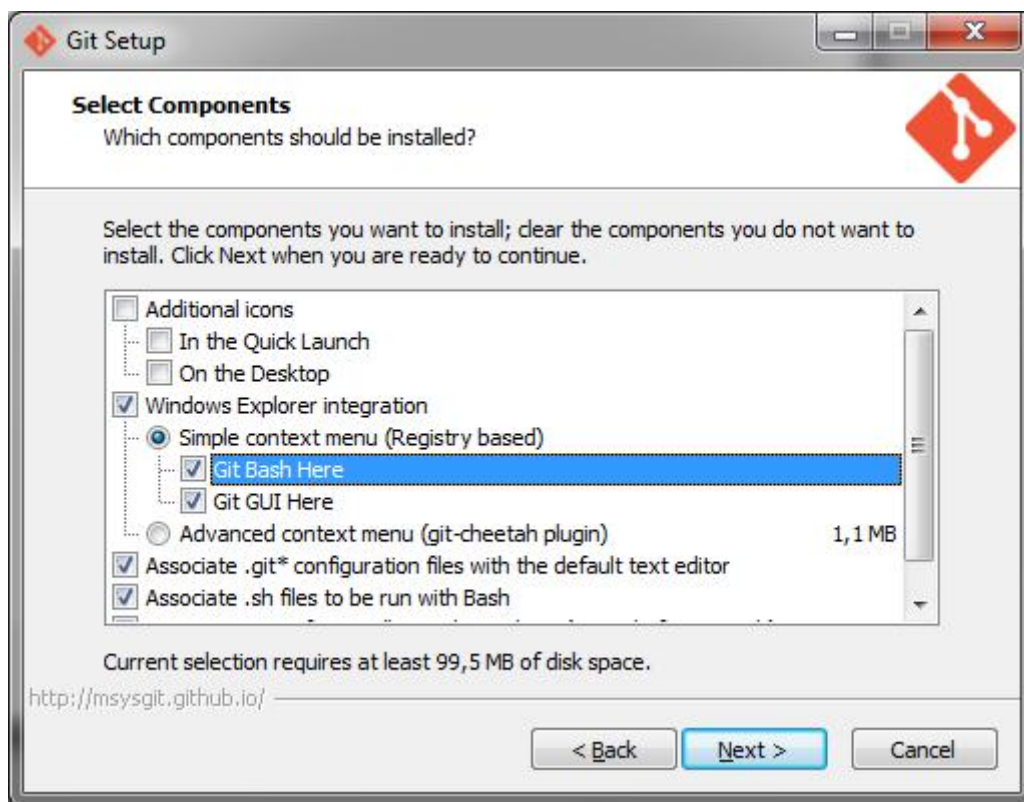 Git Setup
Select Components
Which components should be installed?
Select the components you want to install; clear the components you do not want to
install. Click Next when you are ready to continue.
Additional icons
In the Quick Launch
On the Desktop
Windows Explorer integration
Simple context menu (Registry based)
Git Bash Here
Git GUI Here
Advanced context menu (git-cheetah plugin) 1,1 MB
Associate .git* configuration files with the default text editor
Associate .sh files to be run with Bash
Current selection requires at least 99,5 MB of disk space.
http://msysgit.github.io/
< Back Next > Cancel